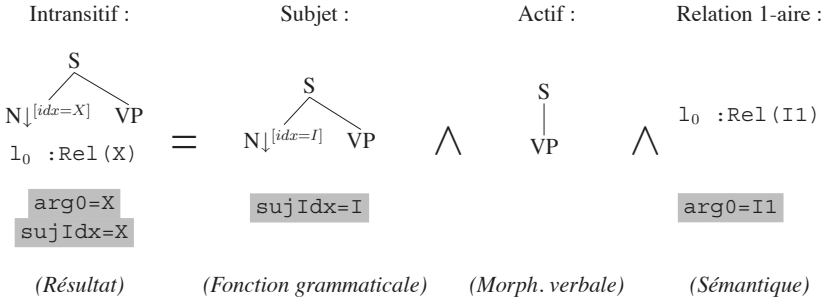 Intransitif : Subjet : Actif : Relation 1-aire :
S
S
S
N↓[idx=X] VP
l0 :Rel(I1)
N↓[idx=I] VP
VP
l0 :Rel(X)
= ∧ ∧
arg0=X
sujIdx=X
sujIdx=I
arg0=I1
(Résultat) (Fonction grammaticale) (Morph. verbale) (Sémantique)